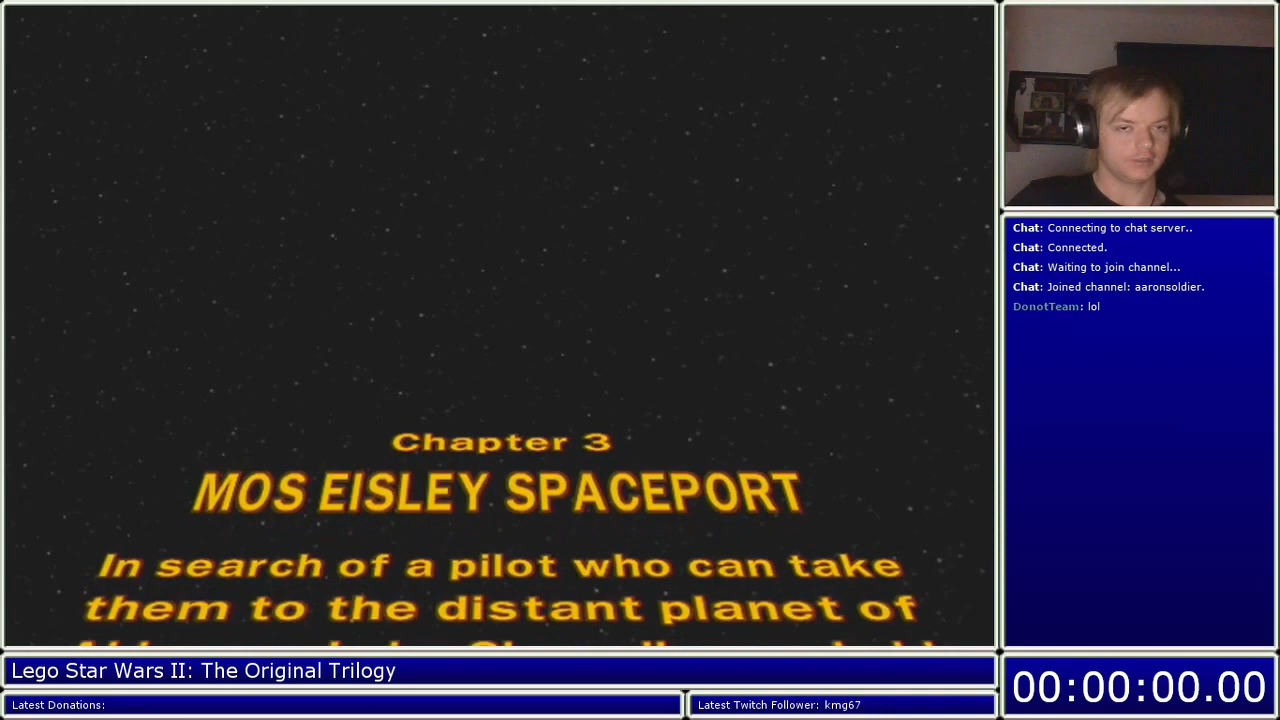 Chapter 3
MOS EISLEY SPACEPORT
In search of a pilot who can take
them to the distant planet of
Chat: Connecting to chat server..
Chat: Connected.
Chat: Waiting to join channel...
Chat: Joined channel: aaronsoldier.
DonotTeam: lol
Lego Star Wars II: The Original Trilogy
00:00:00.00
Latest Donations:
Latest Twitch Follower: kmg67